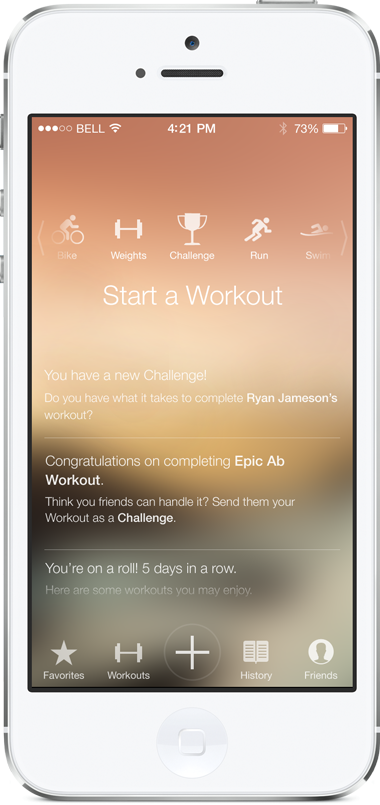 BELL 4:21 PM 73%
Bike Weights Challenge Run Swim
Start a Workout
You have a new Challenge!
Do you have what it takes to complete Ryan Jameson's
workout?
Congratulations on completing Epic Ab
Workout.
Think you friends can handle it? Send them your
Workout as a Challenge.
You're on a roll! 5 days in a row.
Here are some workouts you may enjoy.
Favorites Workouts History Friends